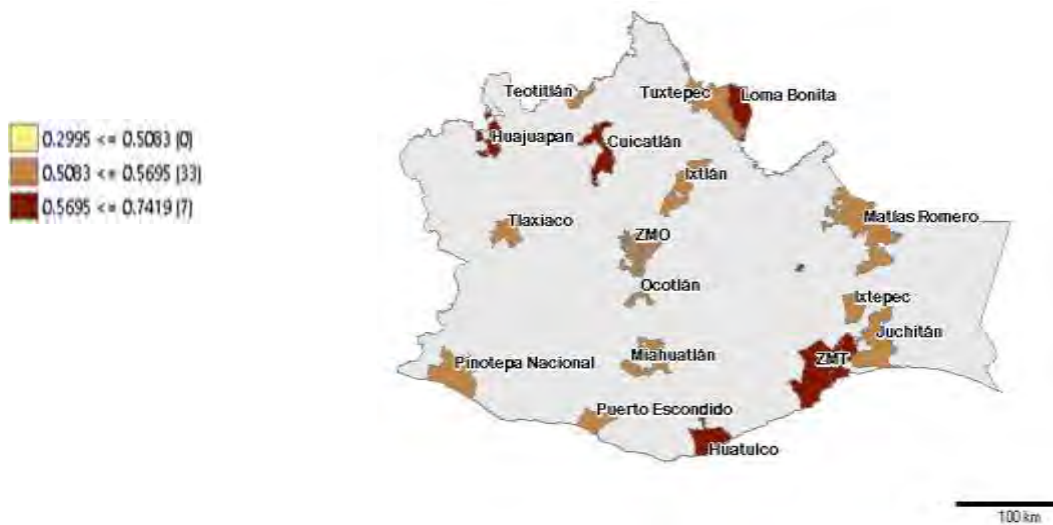 0.2995 <= 0.5083 (0)
0.5083 <= 0.5695 (33)
0.5695 <= 0.7419 (7)
Teotitlán
Tuxtepec
Loma Bonita
Huajuapan
Cuicatlán
Ixtlán
Tlaxiaco
ZMO
Matías Romero
Ocotlán
Ixtepec
Juchitán
Pinotepa Nacional
Miahuatlán
ZMT
Puerto Escondido
Huatulco
100 km